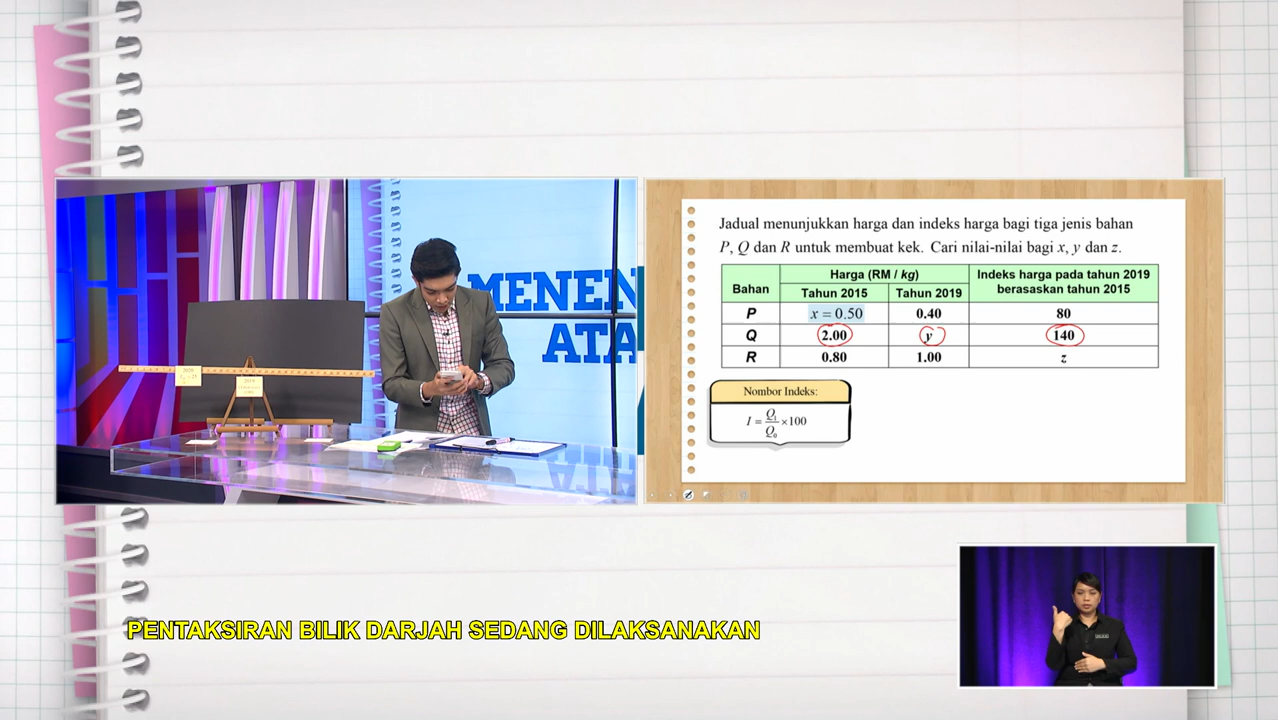 MENEN
ATA
2020
2019
Jadual menunjukkan harga dan indeks harga bagi tiga jenis bahan
P, Q dan R untuk membuat kek. Cari nilai-nilai bagi x, y dan z.
Bahan
Harga (RM / kg)
Indeks harga pada tahun 2019
berasaskan tahun 2015
Tahun 2015 Tahun 2019
P x = 0.50 0.40 80
Q 2.00 y 140
R 0.80 1.00 z
Nombor Indeks:
I = Q₁/Q₀ × 100
PENTAKSIRAN BILIK DARJAH SEDANG DILAKSANAKAN